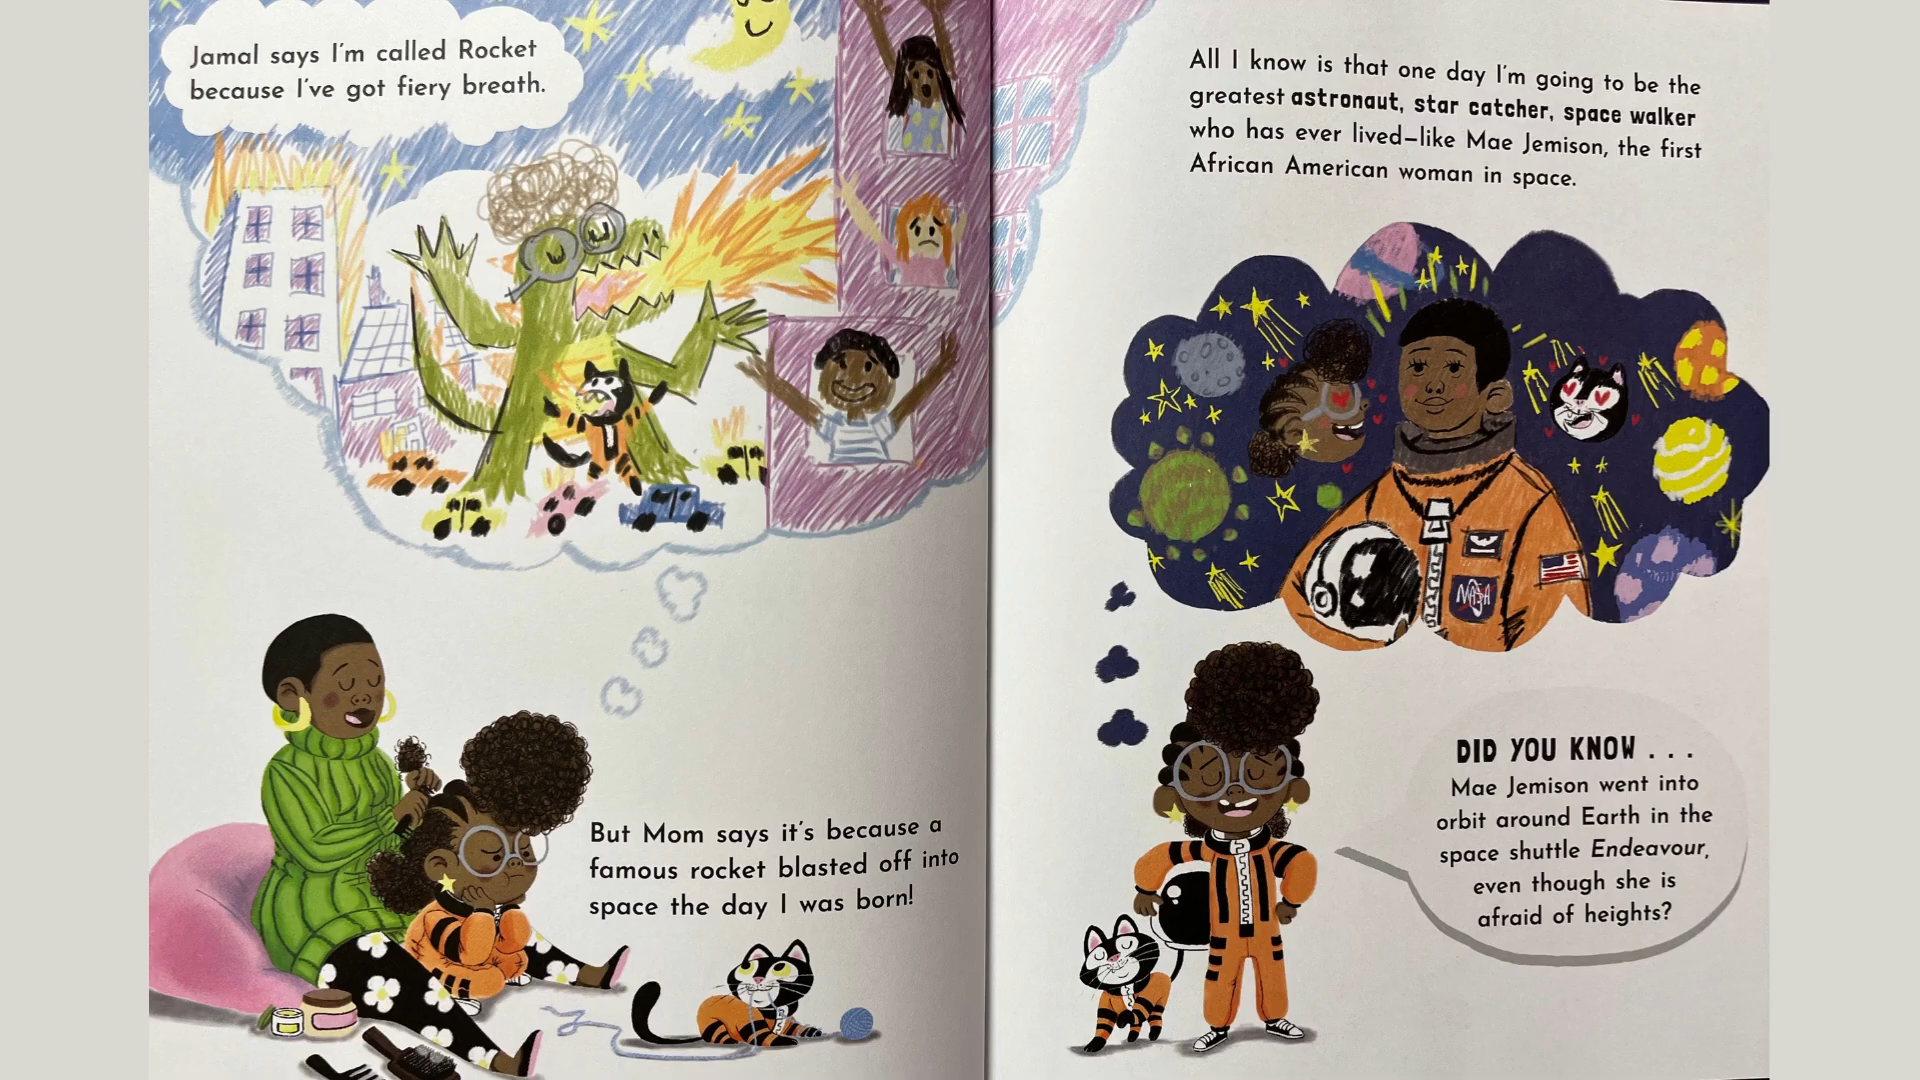 Jamal says I'm called Rocket
because I've got fiery breath.
But Mom says it's because a
famous rocket blasted off into
space the day I was born!
All I know is that one day I'm going to be the
greatest astronaut, star catcher, space walker
who has ever lived—like Mae Jemison, the first
African American woman in space.
NASA
DID YOU KNOW . . .
Mae Jemison went into
orbit around Earth in the
space shuttle Endeavour,
even though she is
afraid of heights?